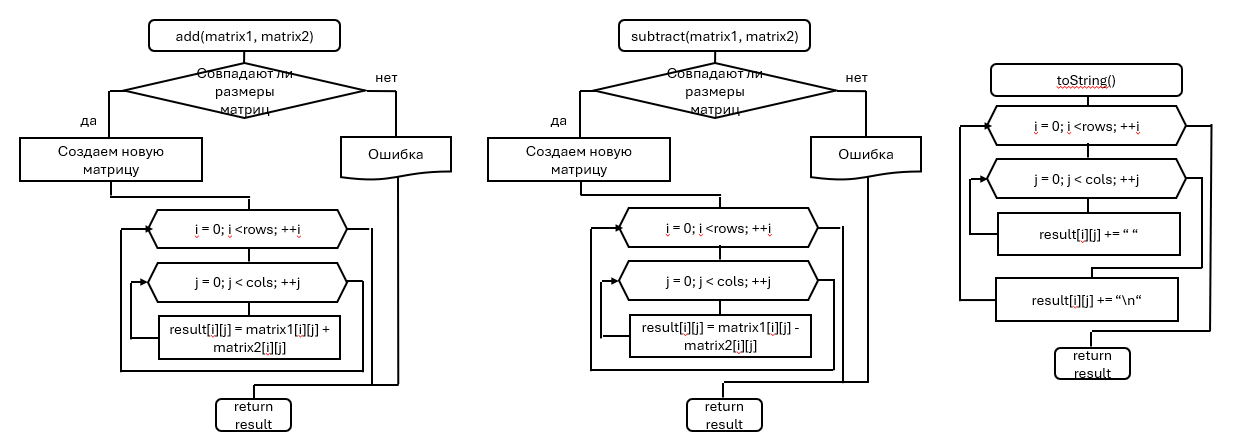 add(matrix1, matrix2)
Совпадают ли
размеры
матриц
нет
да
Создаем новую
матрицу
Ошибка
i = 0; i <rows; ++i
j = 0; j < cols; ++j
result[i][j] = matrix1[i][j] +
matrix2[i][j]
return
result
subtract(matrix1, matrix2)
Совпадают ли
размеры
матриц
нет
да
Создаем новую
матрицу
Ошибка
i = 0; i <rows; ++i
j = 0; j < cols; ++j
result[i][j] = matrix1[i][j] -
matrix2[i][j]
return
result
toString()
i = 0; i <rows; ++i
j = 0; j < cols; ++j
result[i][j] += “ “
result[i][j] += “\n“
return
result